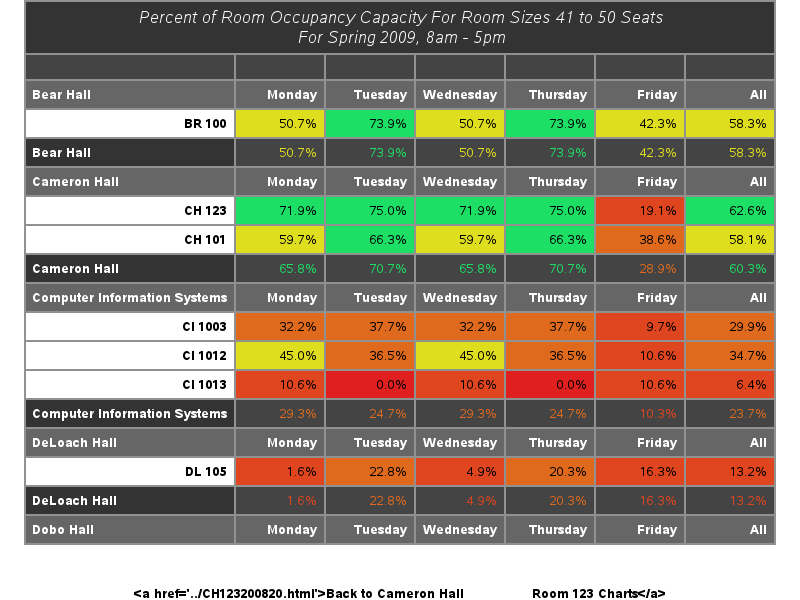 Percent of Room Occupancy Capacity For Room Sizes 41 to 50 Seats
For Spring 2009, 8am - 5pm
Bear Hall Monday Tuesday Wednesday Thursday Friday All
BR 100 50.7% 73.9% 50.7% 73.9% 42.3% 58.3%
Bear Hall 50.7% 73.9% 50.7% 73.9% 42.3% 58.3%
Cameron Hall Monday Tuesday Wednesday Thursday Friday All
CH 123 71.9% 75.0% 71.9% 75.0% 19.1% 62.6%
CH 101 59.7% 66.3% 59.7% 66.3% 38.6% 58.1%
Cameron Hall 65.8% 70.7% 65.8% 70.7% 28.9% 60.3%
Computer Information Systems Monday Tuesday Wednesday Thursday Friday All
CI 1003 32.2% 37.7% 32.2% 37.7% 9.7% 29.9%
CI 1012 45.0% 36.5% 45.0% 36.5% 10.6% 34.7%
CI 1013 10.6% 0.0% 10.6% 0.0% 10.6% 6.4%
Computer Information Systems 29.3% 24.7% 29.3% 24.7% 10.3% 23.7%
DeLoach Hall Monday Tuesday Wednesday Thursday Friday All
DL 105 1.6% 22.8% 4.9% 20.3% 16.3% 13.2%
DeLoach Hall 1.6% 22.8% 4.9% 20.3% 16.3% 13.2%
Dobo Hall Monday Tuesday Wednesday Thursday Friday All
<a href='../CH123200820.html'>Back to Cameron Hall Room 123 Charts</a>